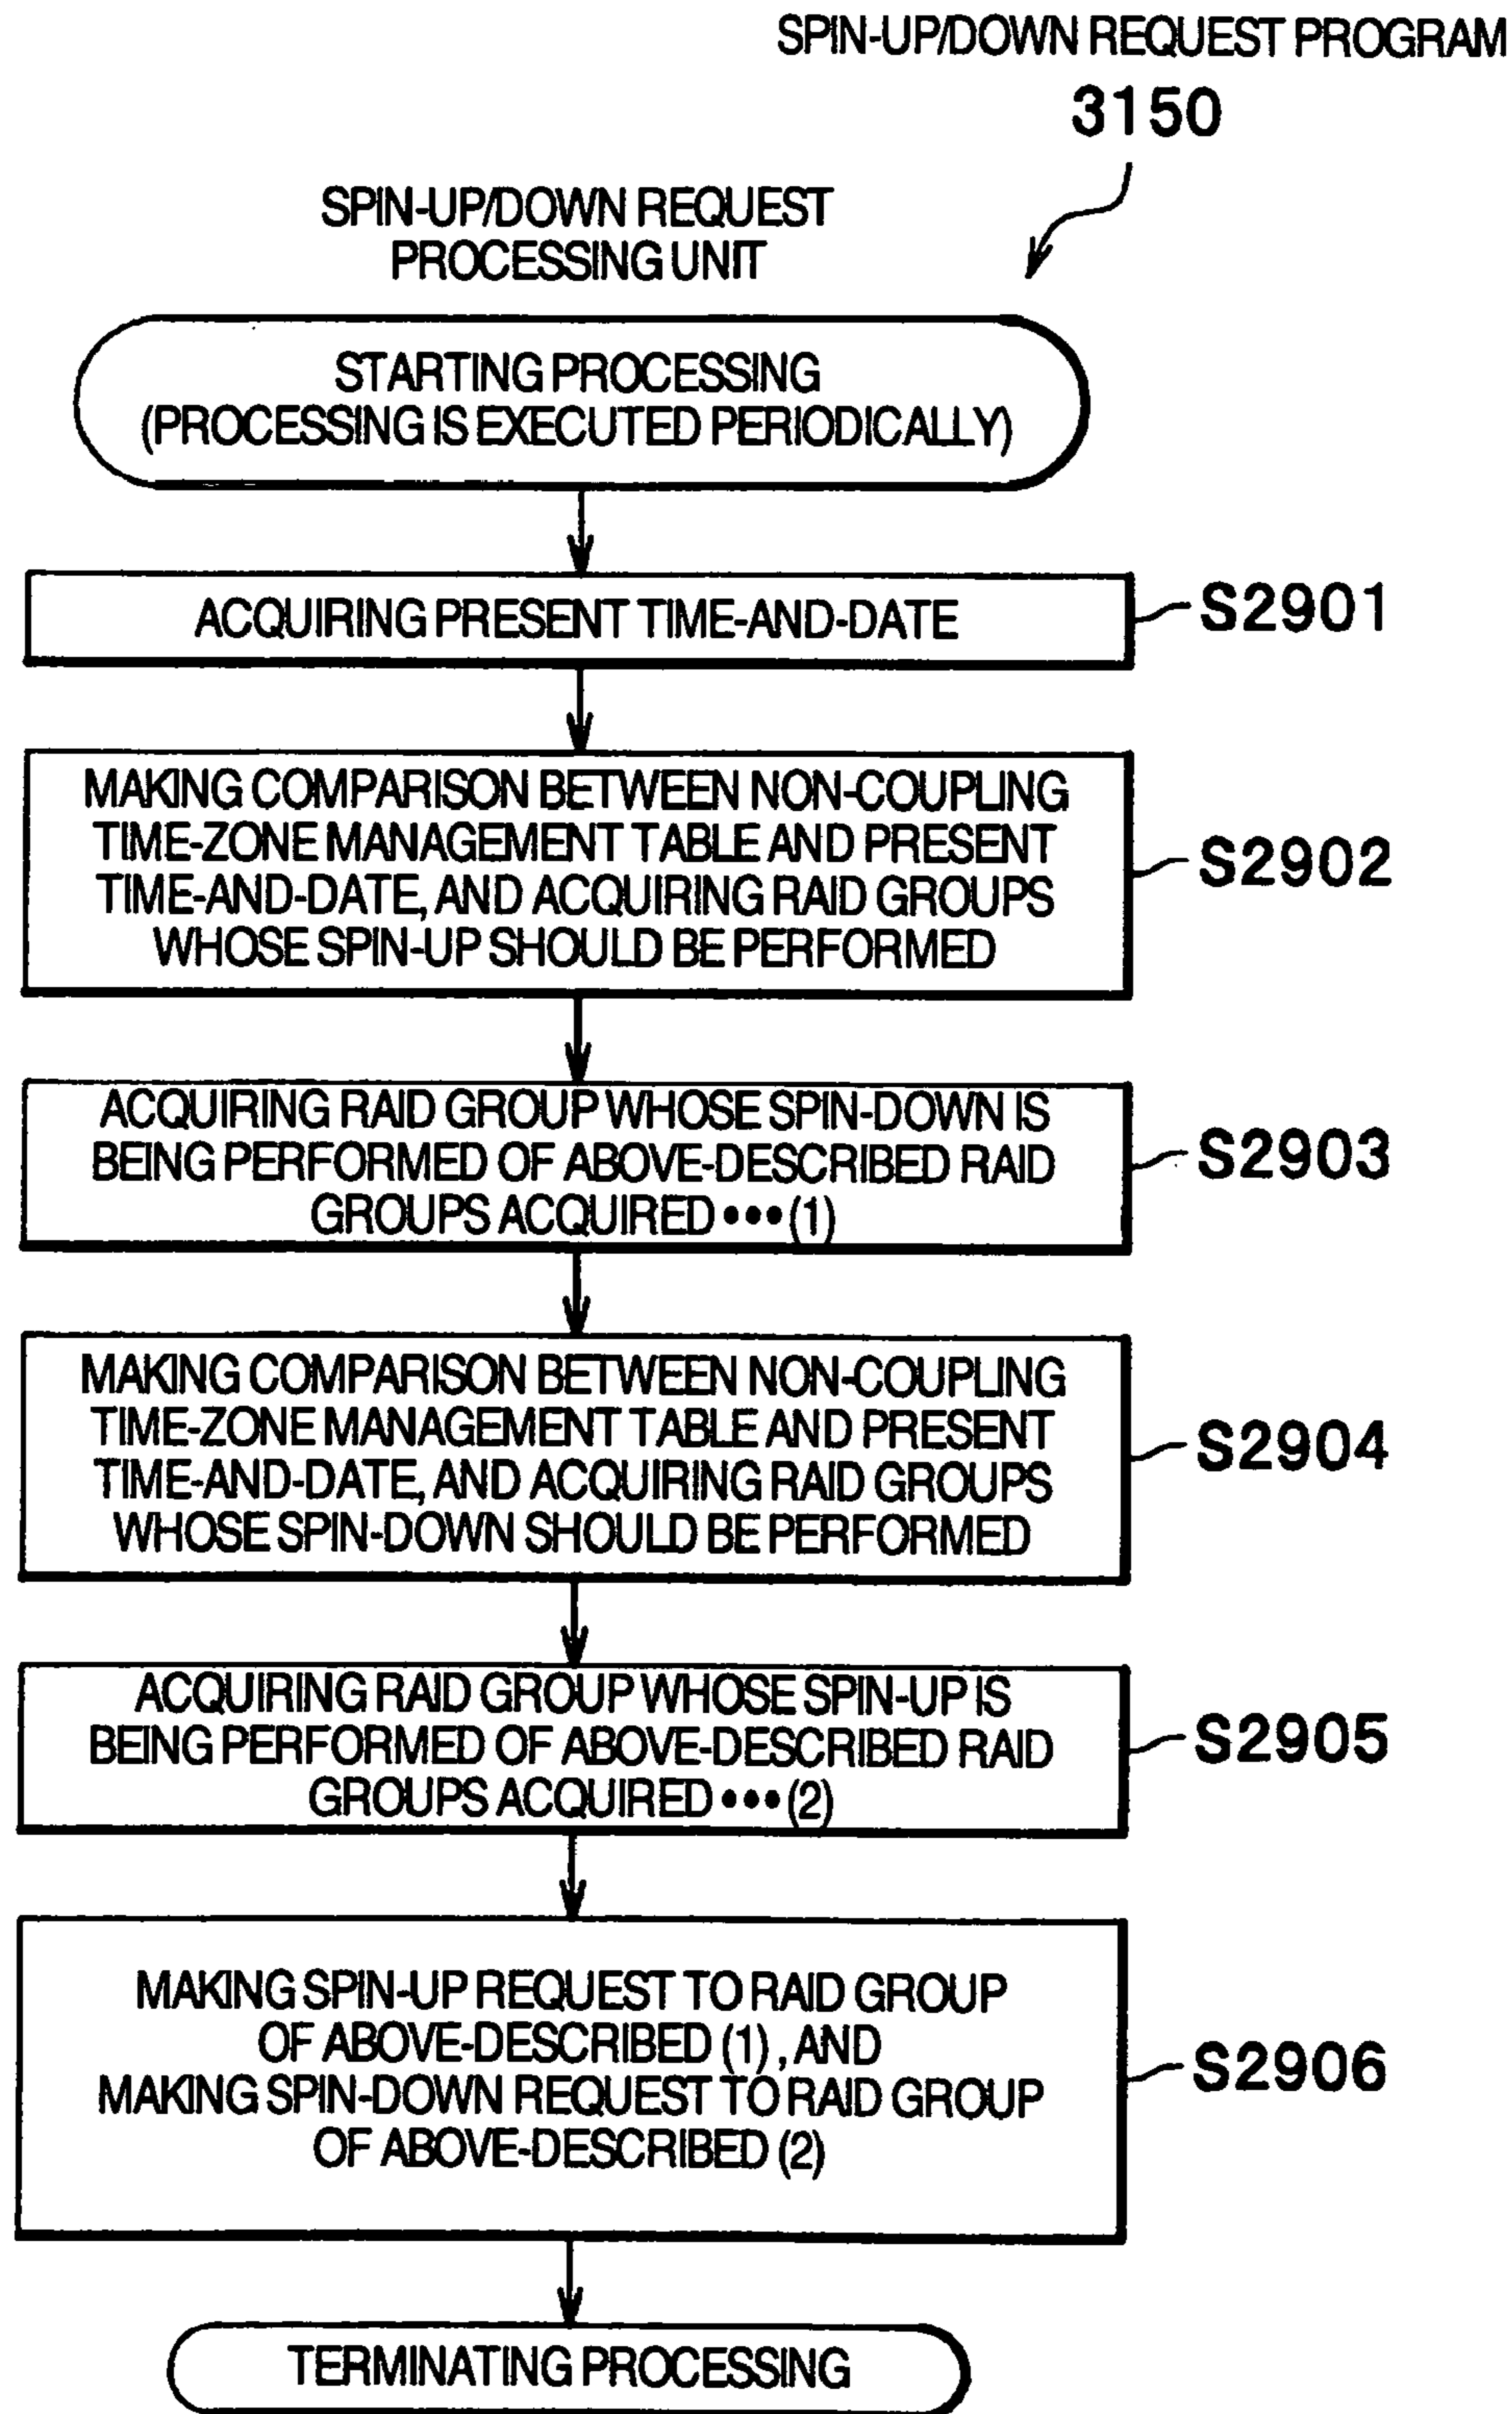 SPIN-UP/DOWN REQUEST PROGRAM
3150
SPIN-UP/DOWN REQUEST
PROCESSING UNIT
STARTING PROCESSING
(PROCESSING IS EXECUTED PERIODICALLY)
ACQUIRING PRESENT TIME-AND-DATE
S2901
MAKING COMPARISON BETWEEN NON-COUPLING
TIME-ZONE MANAGEMENT TABLE AND PRESENT
TIME-AND-DATE, AND ACQUIRING RAID GROUPS
WHOSE SPIN-UP SHOULD BE PERFORMED
S2902
ACQUIRING RAID GROUP WHOSE SPIN-DOWN IS
BEING PERFORMED OF ABOVE-DESCRIBED RAID
GROUPS ACQUIRED •••(1)
S2903
MAKING COMPARISON BETWEEN NON-COUPLING
TIME-ZONE MANAGEMENT TABLE AND PRESENT
TIME-AND-DATE, AND ACQUIRING RAID GROUPS
WHOSE SPIN-DOWN SHOULD BE PERFORMED
S2904
ACQUIRING RAID GROUP WHOSE SPIN-UP IS
BEING PERFORMED OF ABOVE-DESCRIBED RAID
GROUPS ACQUIRED •••(2)
S2905
MAKING SPIN-UP REQUEST TO RAID GROUP
OF ABOVE-DESCRIBED (1), AND
MAKING SPIN-DOWN REQUEST TO RAID GROUP
OF ABOVE-DESCRIBED (2)
S2906
TERMINATING PROCESSING